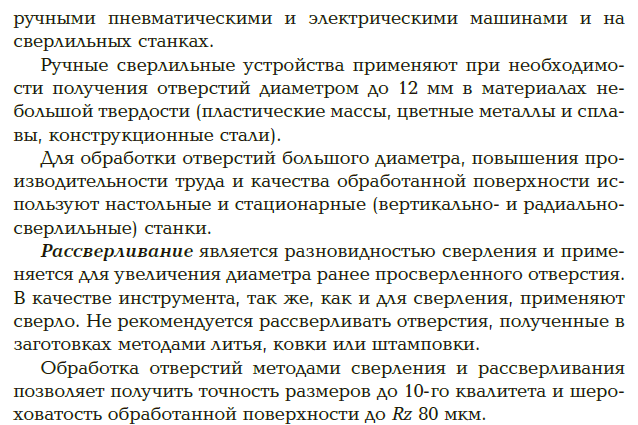 ручными пневматическими и электрическими машинами и на
сверлильных станках.
Ручные сверлильные устройства применяют при необходимо-
сти получения отверстий диаметром до 12 мм в материалах не-
большой твердости (пластические массы, цветные металлы и спла-
вы, конструкционные стали).
Для обработки отверстий большого диаметра, повышения про-
изводительности труда и качества обработанной поверхности ис-
пользуют настольные и стационарные (вертикально- и радиально-
сверлильные) станки.
Рассверливание является разновидностью сверления и приме-
няется для увеличения диаметра ранее просверленного отверстия.
В качестве инструмента, так же, как и для сверления, применяют
сверло. Не рекомендуется рассверливать отверстия, полученные в
заготовках методами литья, ковки или штамповки.
Обработка отверстий методами сверления и рассверливания
позволяет получить точность размеров до 10-го квалитета и шеро-
ховатость обработанной поверхности до Rz 80 мкм.